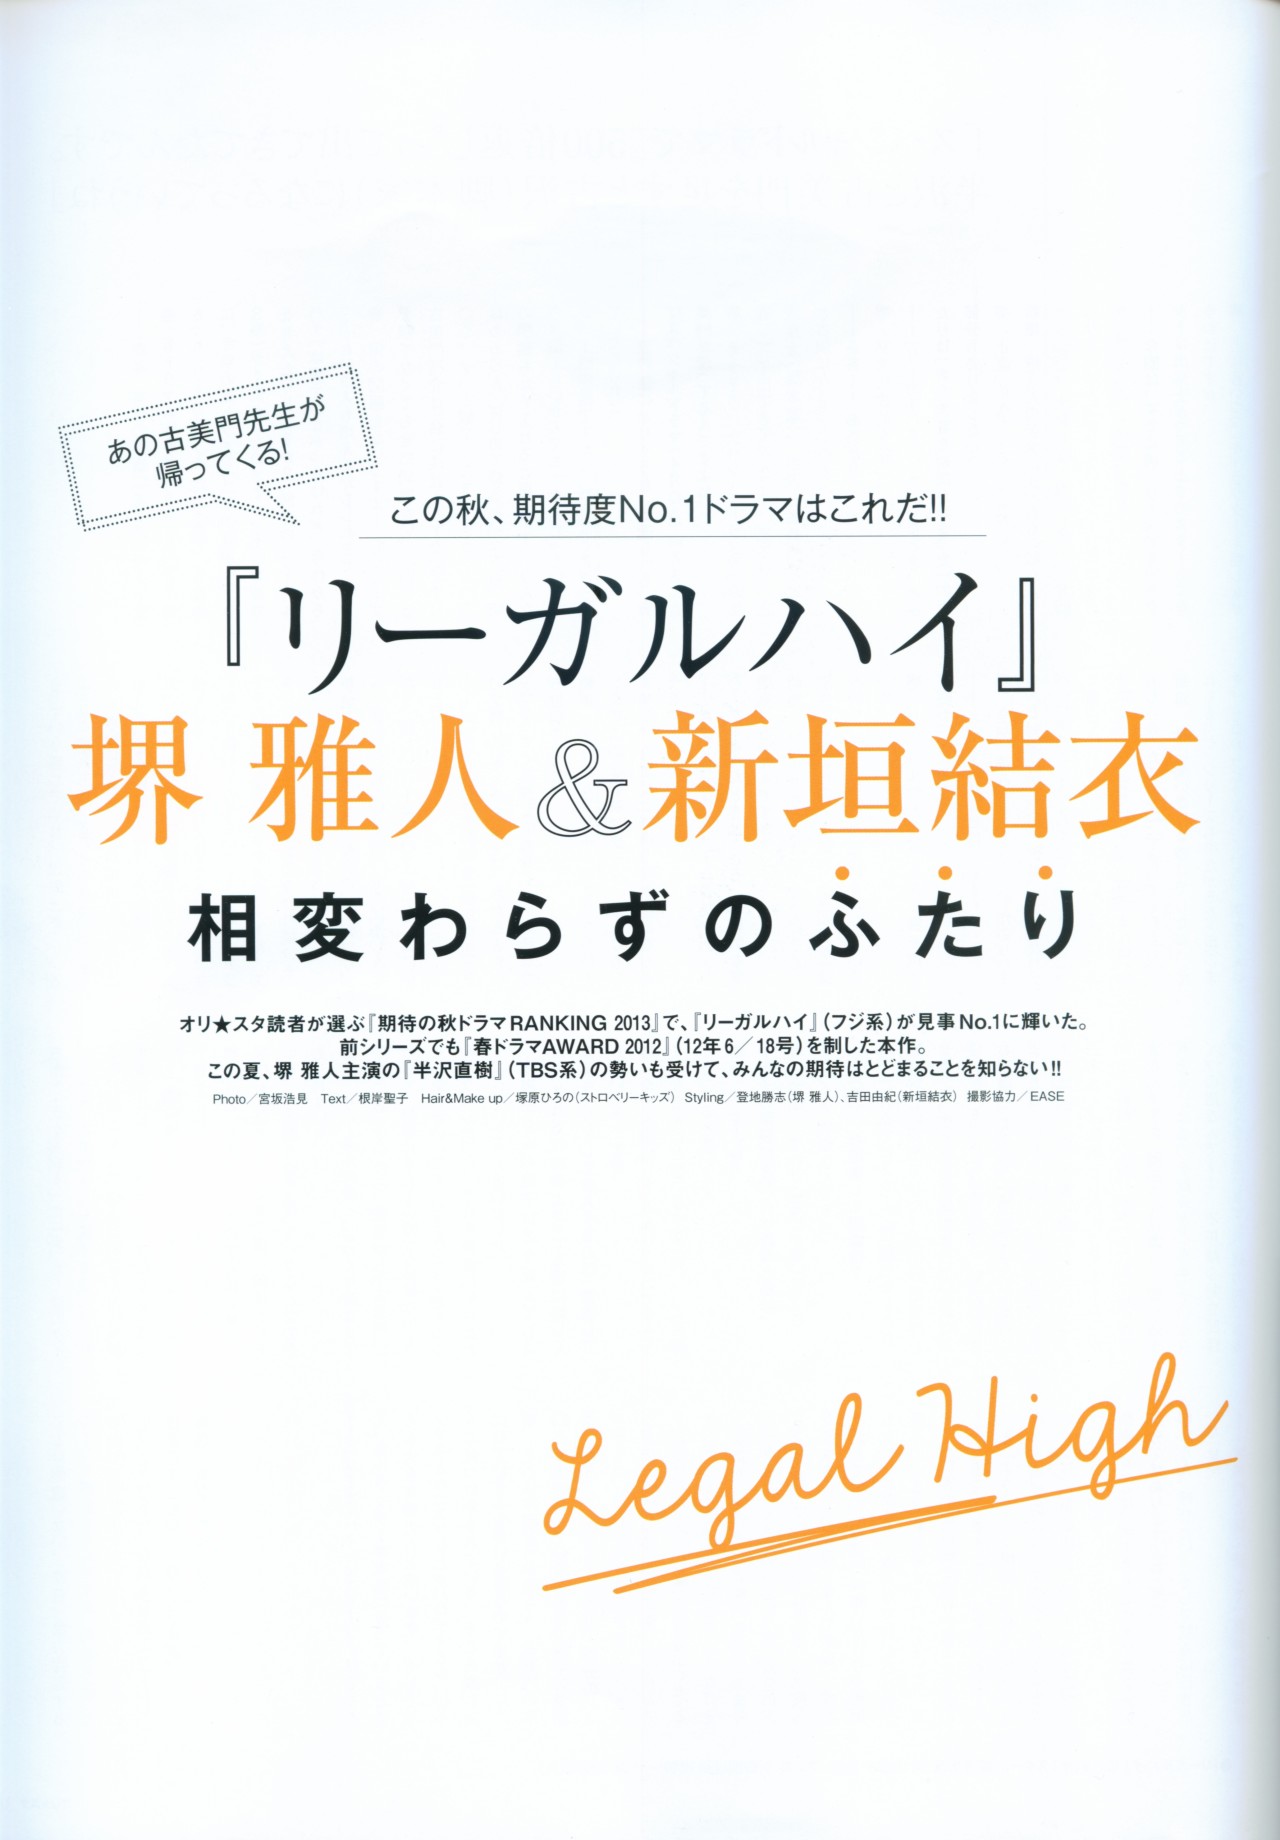 あの古美門先生が
帰ってくる!
この秋、期待度No.1ドラマはこれだ!!
『リーガルハイ』
堺 雅人&新垣結衣
相変わらずのふたり
オリ★スタ読者が選ぶ『期待の秋ドラマRANKING 2013』で、『リーガルハイ』（フジ系）が見事No.1に輝いた。
前シリーズでも『春ドラマAWARD 2012』（12年6／18号）を制した本作。
この夏、堺 雅人主演の『半沢直樹』（TBS系）の勢いも受けて、みんなの期待はとどまることを知らない!!
Photo／宮坂浩見　Text／根岸聖子　Hair&Make up／塚原ひろの（ストロベリーキッズ）　Styling／登地勝志（堺 雅人）、吉田由紀（新垣結衣）　撮影協力／EASE
Legal High